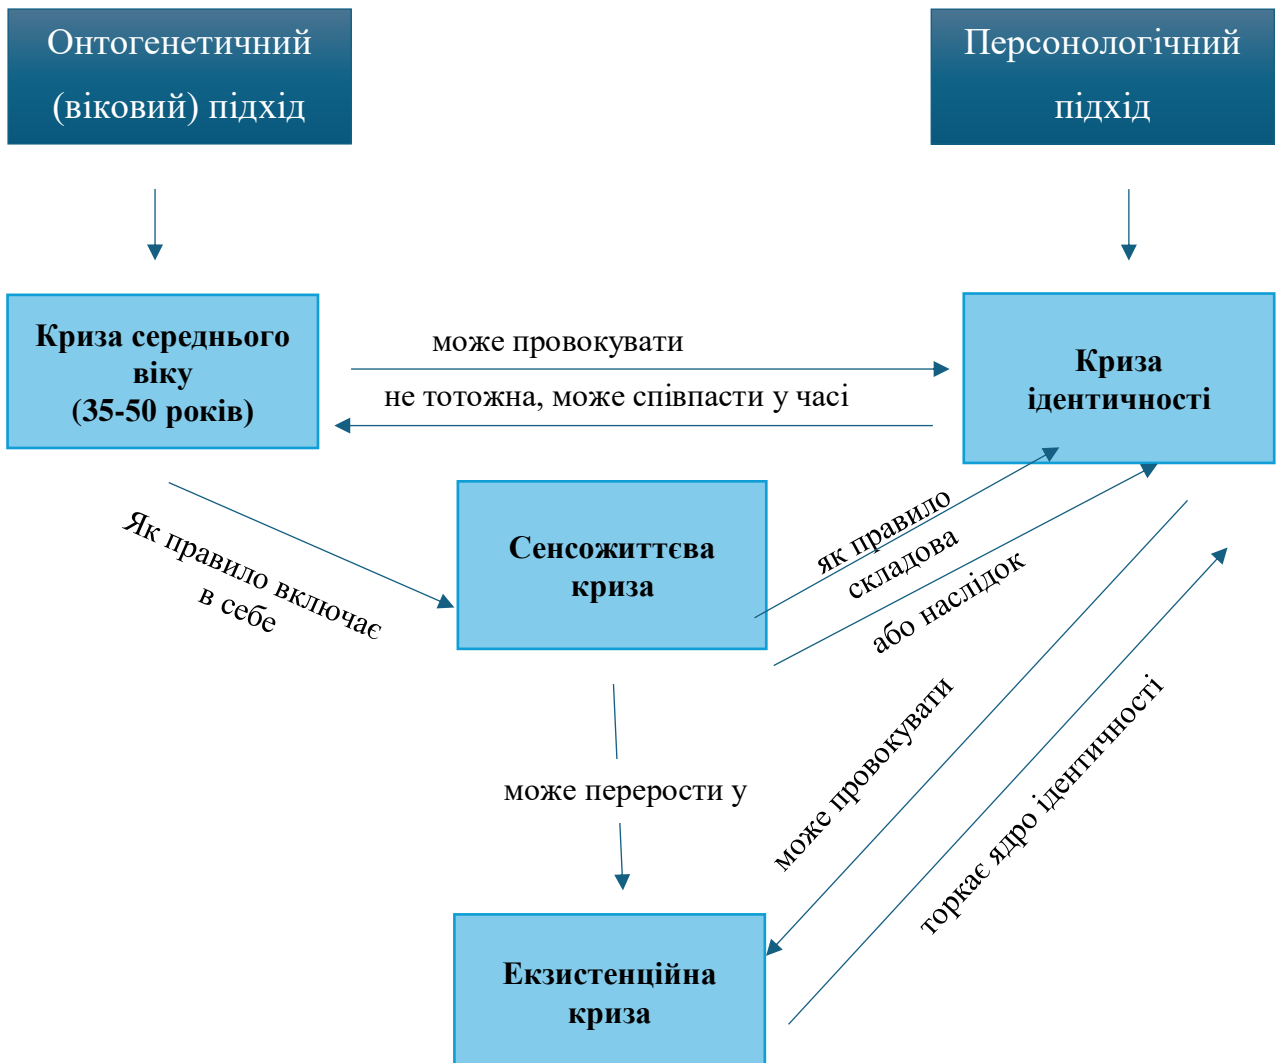 Онтогенетичний
(віковий) підхід
Персонологічний
підхід
Криза середнього
віку
(35-50 років)
може провокувати
не тотожна, може співпасти у часі
Криза
ідентичності
Як правило включає
в себе
Сенсожиттєва
криза
як правило
складова
або наслідок
може перерости у
може провокувати
торкає ядро ідентичності
Екзистенційна
криза